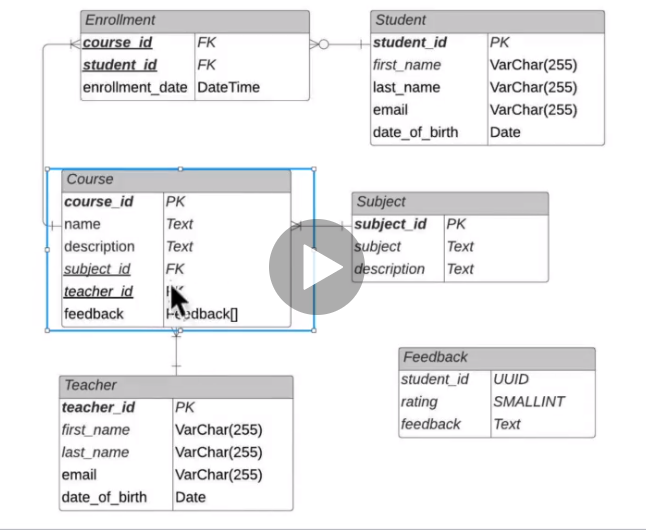 Enrollment
course_id FK
student_id FK
enrollment_date DateTime
Student
student_id PK
first_name VarChar(255)
last_name VarChar(255)
email VarChar(255)
date_of_birth Date
Course
course_id PK
name Text
description Text
subject_id FK
teacher_id
feedback Feedback[]
Subject
subject_id PK
subject Text
description Text
Feedback
student_id UUID
rating SMALLINT
feedback Text
Teacher
teacher_id PK
first_name VarChar(255)
last_name VarChar(255)
email VarChar(255)
date_of_birth Date